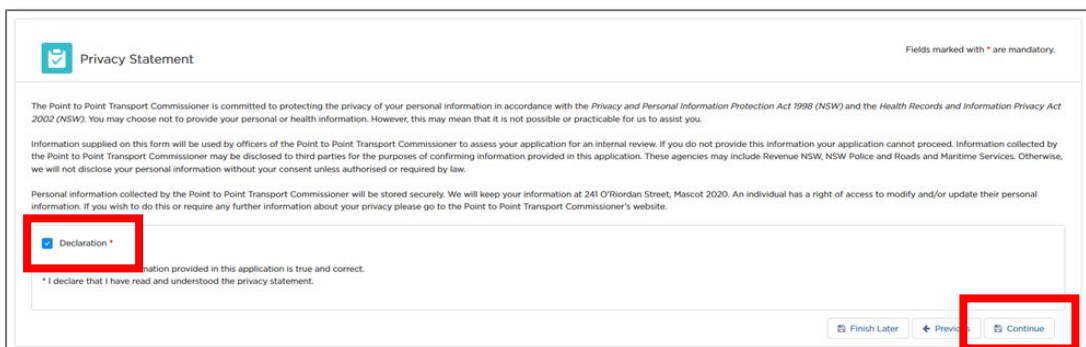 Privacy Statement
Fields marked with * are mandatory.
The Point to Point Transport Commissioner is committed to protecting the privacy of your personal information in accordance with the Privacy and Personal Information Protection Act 1998 (NSW) and the Health Records and Information Privacy Act
2002 (NSW). You may choose not to provide your personal or health information. However, this may mean that it is not possible or practicable for us to assist you.
Information supplied on this form will be used by officers of the Point to Point Transport Commissioner to assess your application for an internal review. If you do not provide this information your application cannot proceed. Information collected by
the Point to Point Transport Commissioner may be disclosed to third parties for the purposes of confirming information provided in this application. These agencies may include Revenue NSW, NSW Police and Roads and Maritime Services. Otherwise,
we will not disclose your personal information without your consent unless authorised or required by law.
Personal information collected by the Point to Point Transport Commissioner will be stored securely. We will keep your information at 241 O'Riordan Street, Mascot 2020. An individual has a right of access to modify and/or update their personal
information. If you wish to do this or require any further information about your privacy please go to the Point to Point Transport Commissioner's website.
Declaration *
provided in this application is true and correct.
* I declare that I have read and understood the privacy statement.
Finish Later Previous Continue